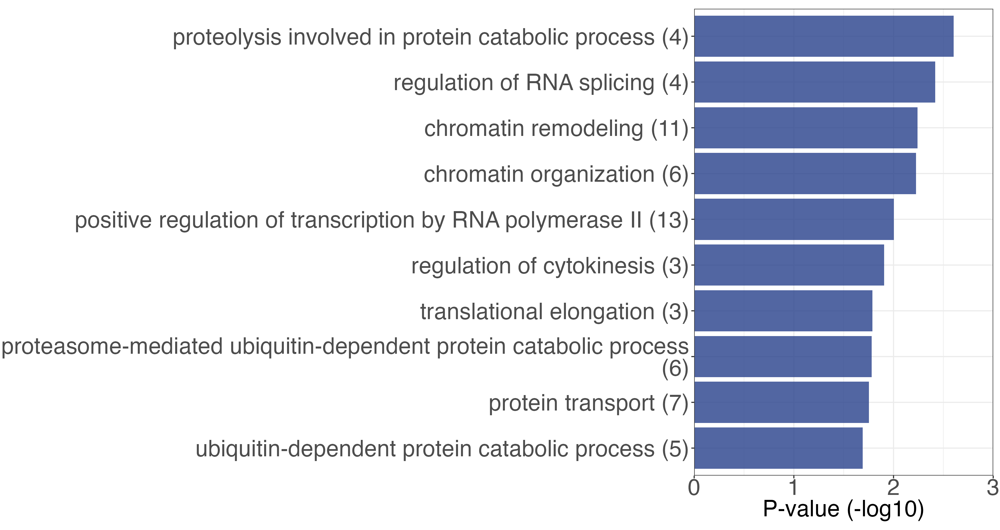 proteolysis involved in protein catabolic process (4)
regulation of RNA splicing (4)
chromatin remodeling (11)
chromatin organization (6)
positive regulation of transcription by RNA polymerase II (13)
regulation of cytokinesis (3)
translational elongation (3)
proteasome-mediated ubiquitin-dependent protein catabolic process
(6)
protein transport (7)
ubiquitin-dependent protein catabolic process (5)
0 1 2 3
P-value (-log10)